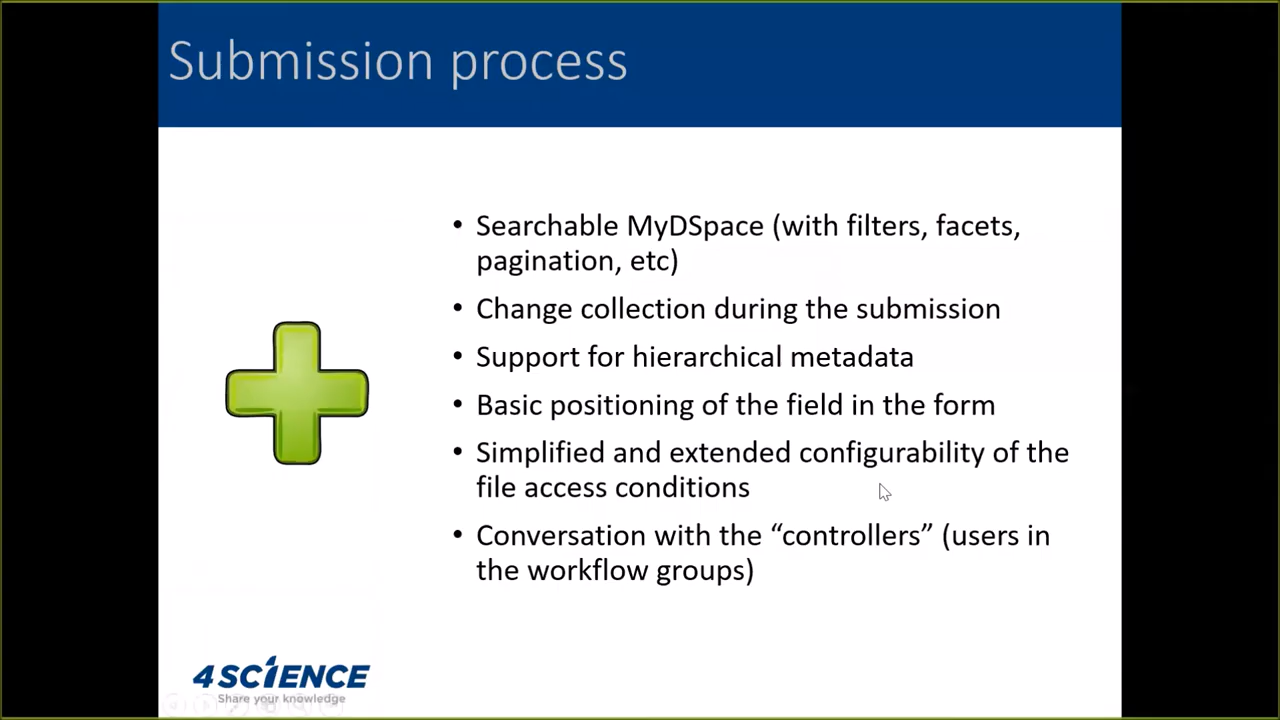 Submission process
• Searchable MyDSpace (with filters, facets,
pagination, etc)
• Change collection during the submission
• Support for hierarchical metadata
• Basic positioning of the field in the form
• Simplified and extended configurability of the
file access conditions
• Conversation with the “controllers” (users in
the workflow groups)
4SCIENCE
Share your knowledge